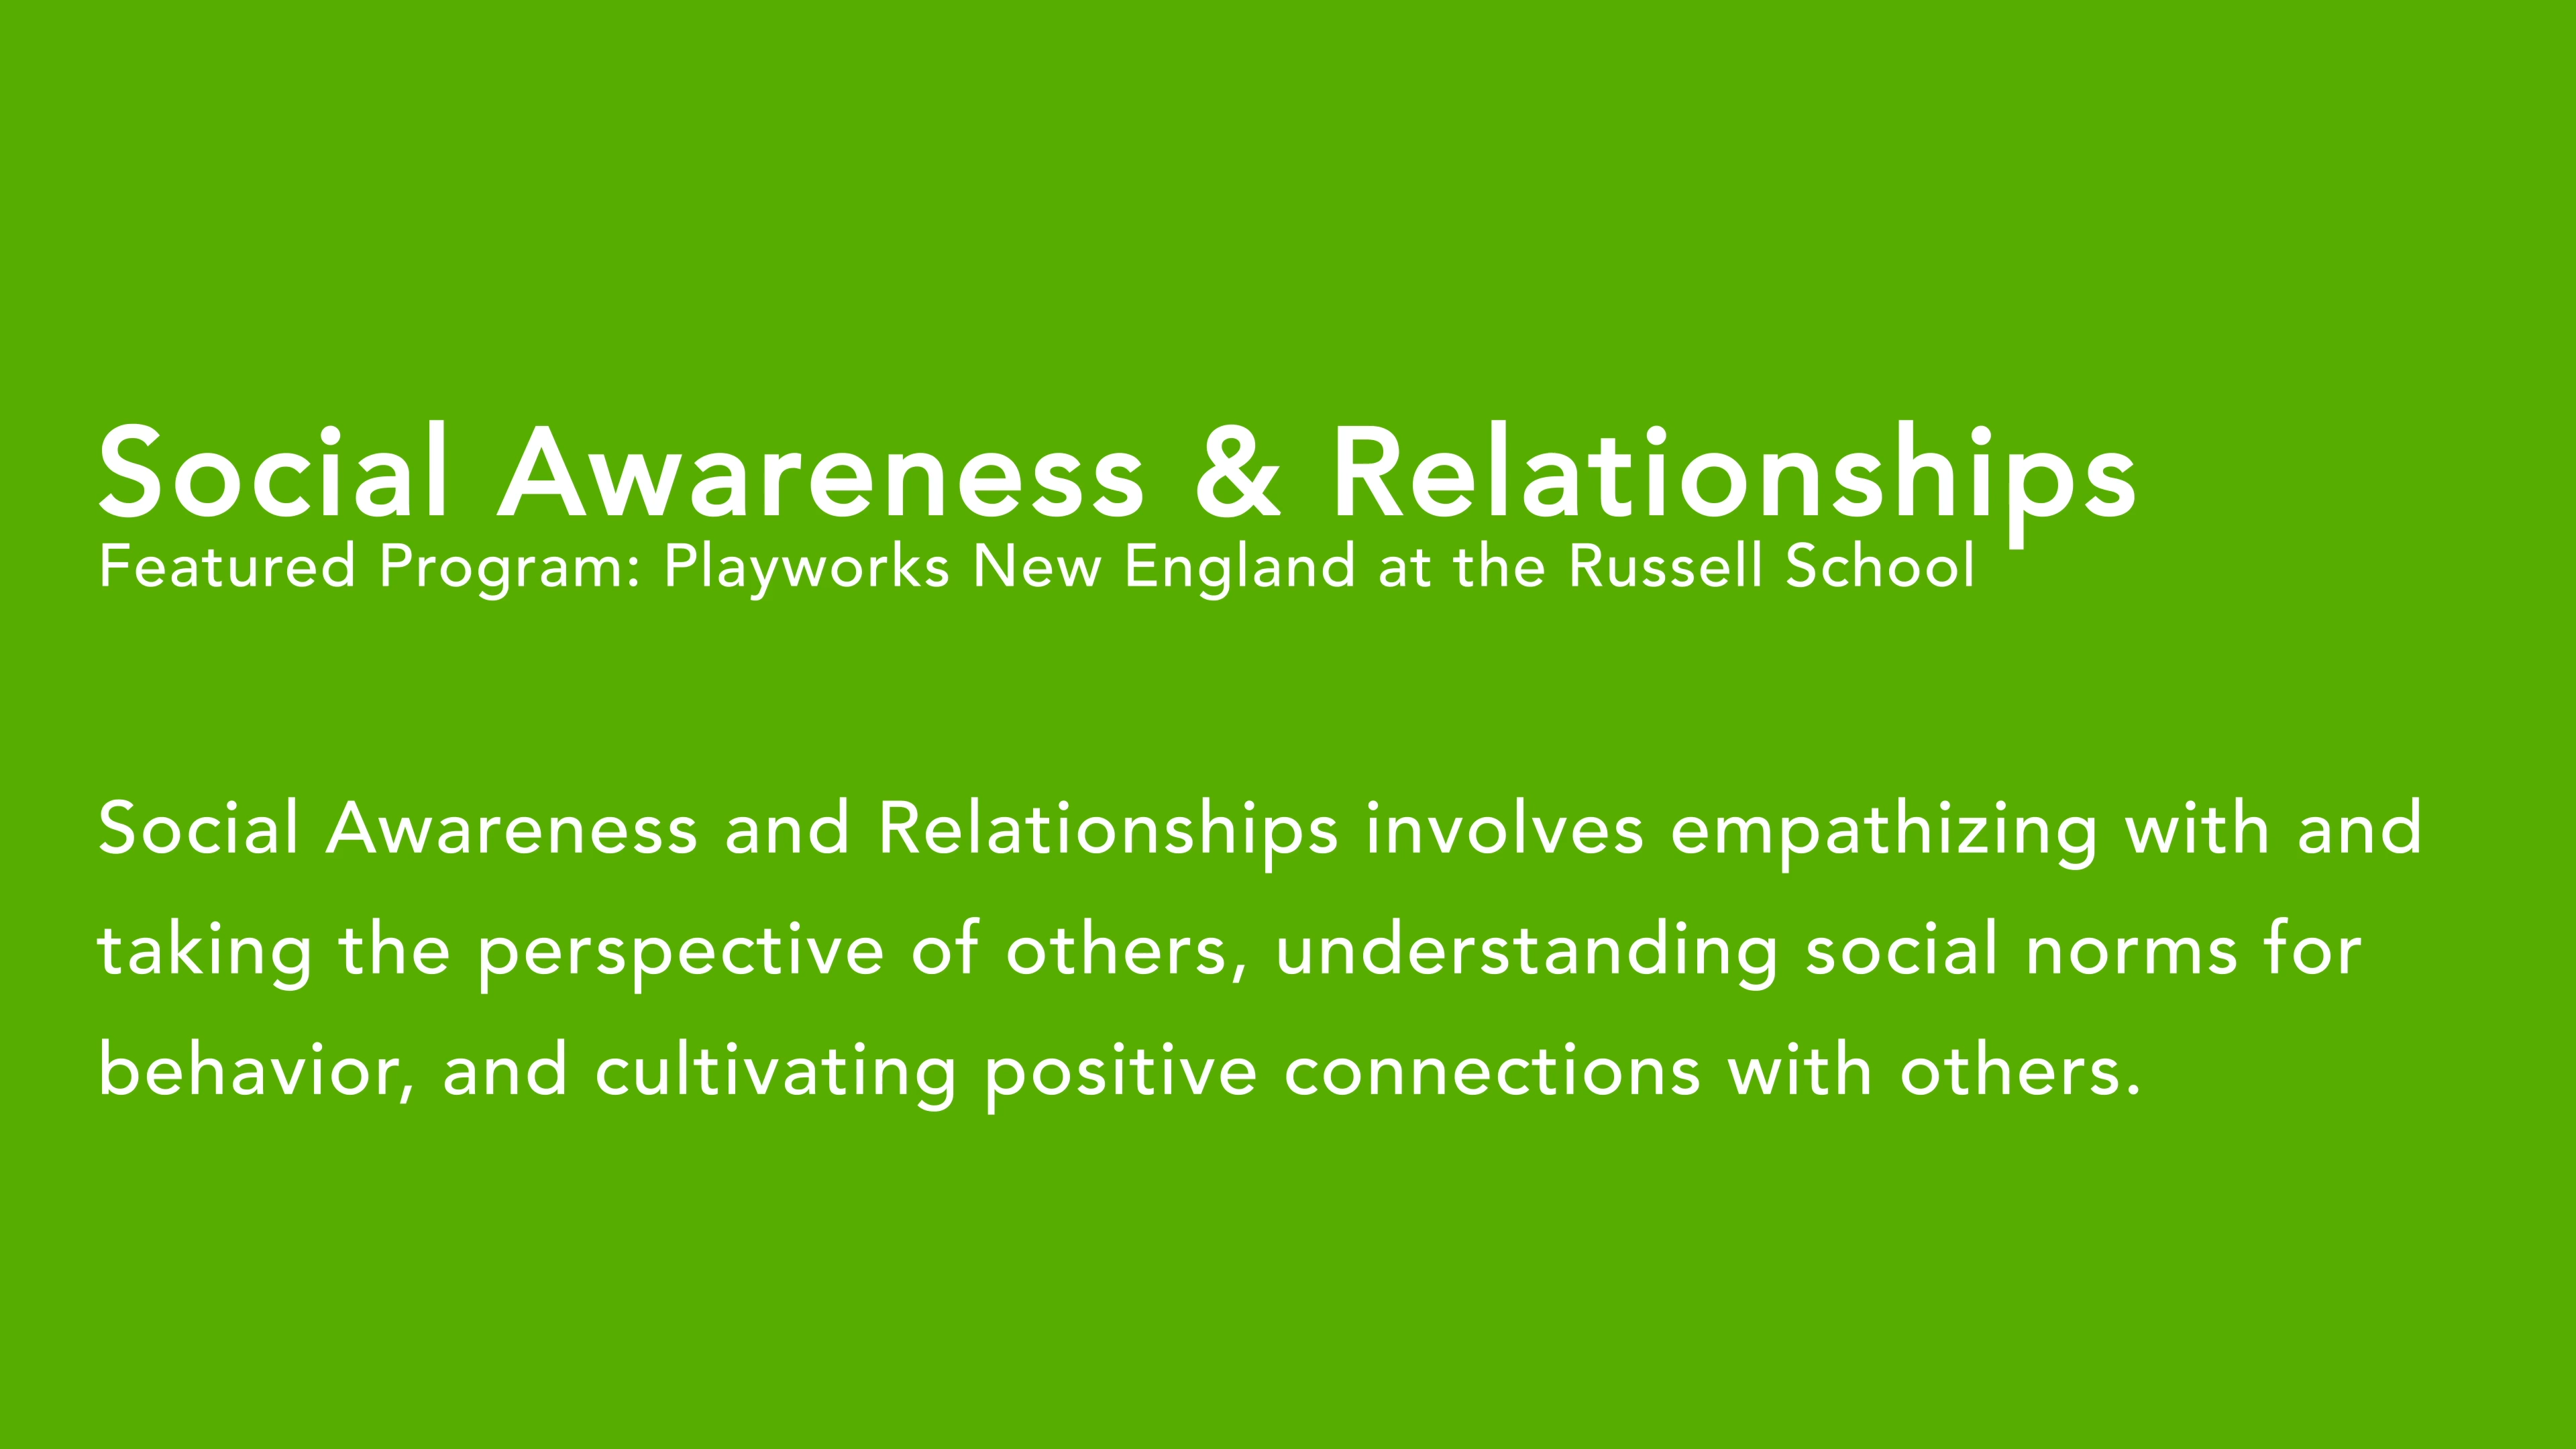 Social Awareness & Relationships
Featured Program: Playworks New England at the Russell School
Social Awareness and Relationships involves empathizing with and
taking the perspective of others, understanding social norms for
behavior, and cultivating positive connections with others.